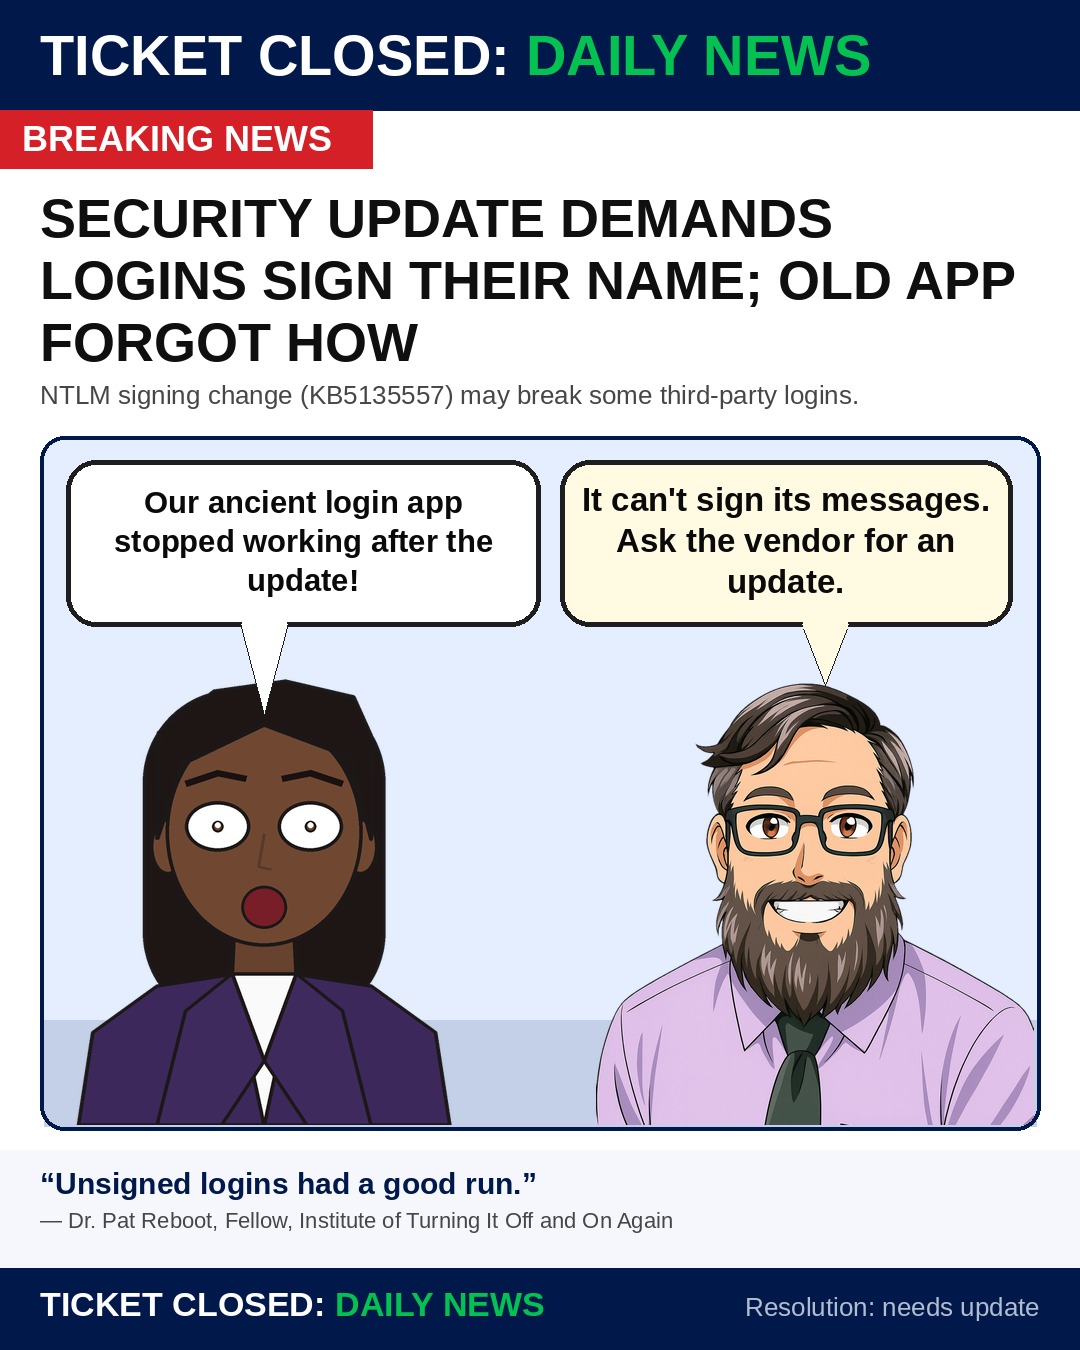 TICKET CLOSED: DAILY NEWS
BREAKING NEWS
SECURITY UPDATE DEMANDS
LOGINS SIGN THEIR NAME; OLD APP
FORGOT HOW
NTLM signing change (KB5135557) may break some third-party logins.
Our ancient login app
stopped working after the
update!
It can't sign its messages.
Ask the vendor for an
update.
“Unsigned logins had a good run.”
— Dr. Pat Reboot, Fellow, Institute of Turning It Off and On Again
TICKET CLOSED: DAILY NEWS
Resolution: needs update